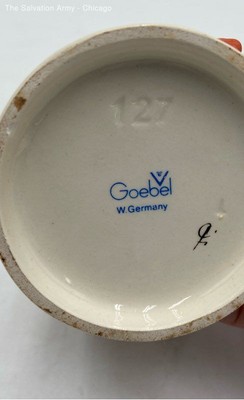 The Salvation Army - Chicago
127
Goebel
W. Germany